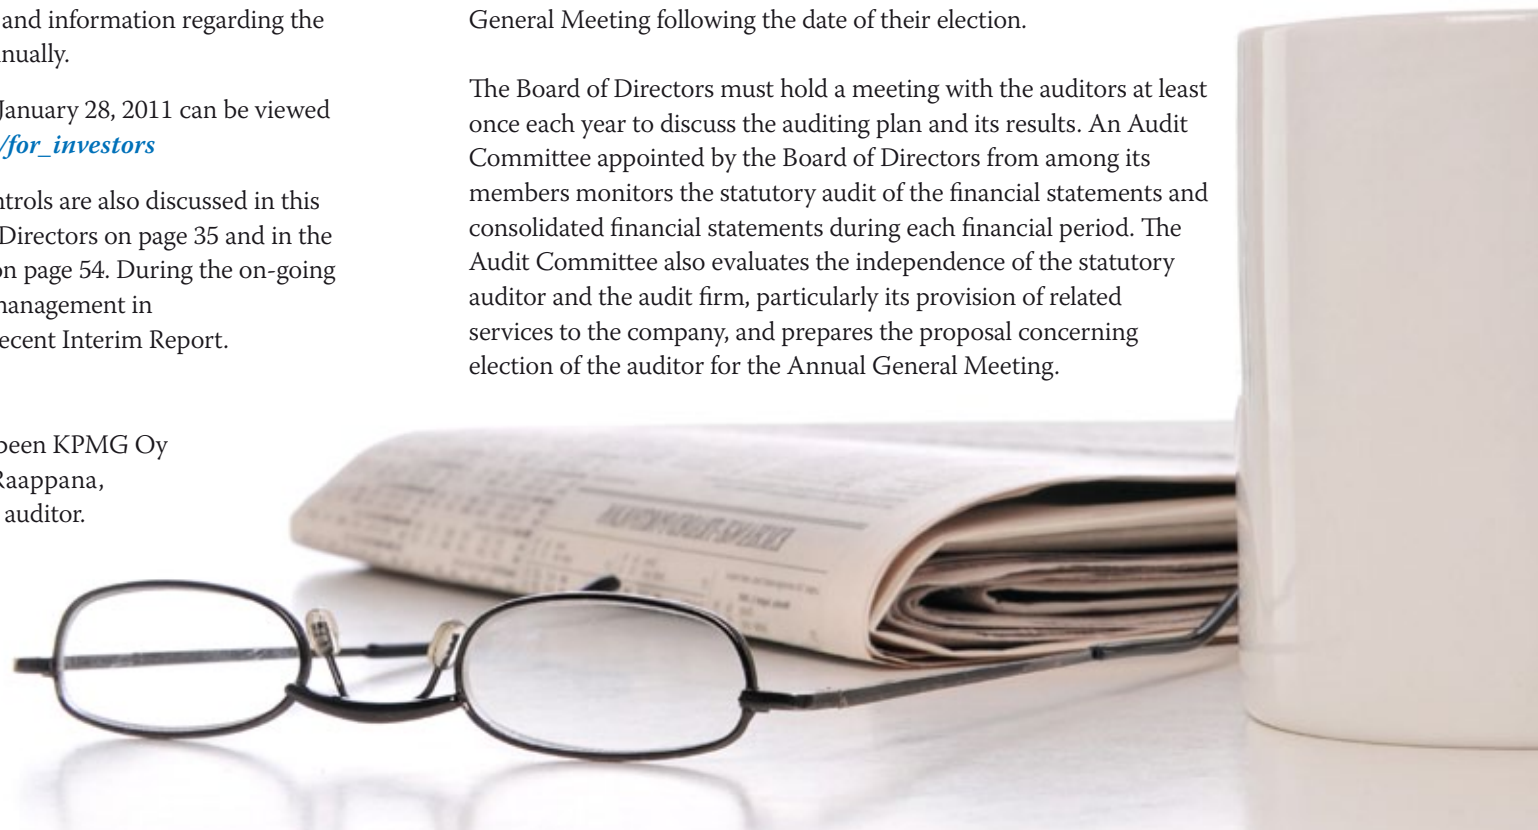 and information regarding the
nually.
January 28, 2011 can be viewed
/for_investors
ntrols are also discussed in this
Directors on page 35 and in the
on page 54. During the on-going
management in
ecent Interim Report.
been KPMG Oy
Raappana,
auditor.
General Meeting following the date of their election.
The Board of Directors must hold a meeting with the auditors at least
once each year to discuss the auditing plan and its results. An Audit
Committee appointed by the Board of Directors from among its
members monitors the statutory audit of the financial statements and
consolidated financial statements during each financial period. The
Audit Committee also evaluates the independence of the statutory
auditor and the audit firm, particularly its provision of related
services to the company, and prepares the proposal concerning
election of the auditor for the Annual General Meeting.